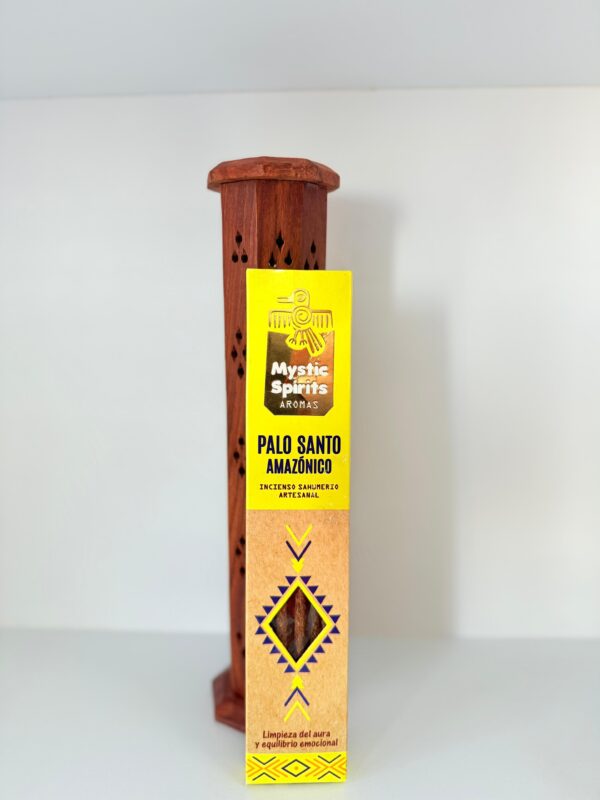 Mystic
Spirits
AROMAS
PALO SANTO
AMAZÓNICO
INCIENSO SAHUMERIO
ARTESANAL
Limpieza del aura
y equilibrio emocional